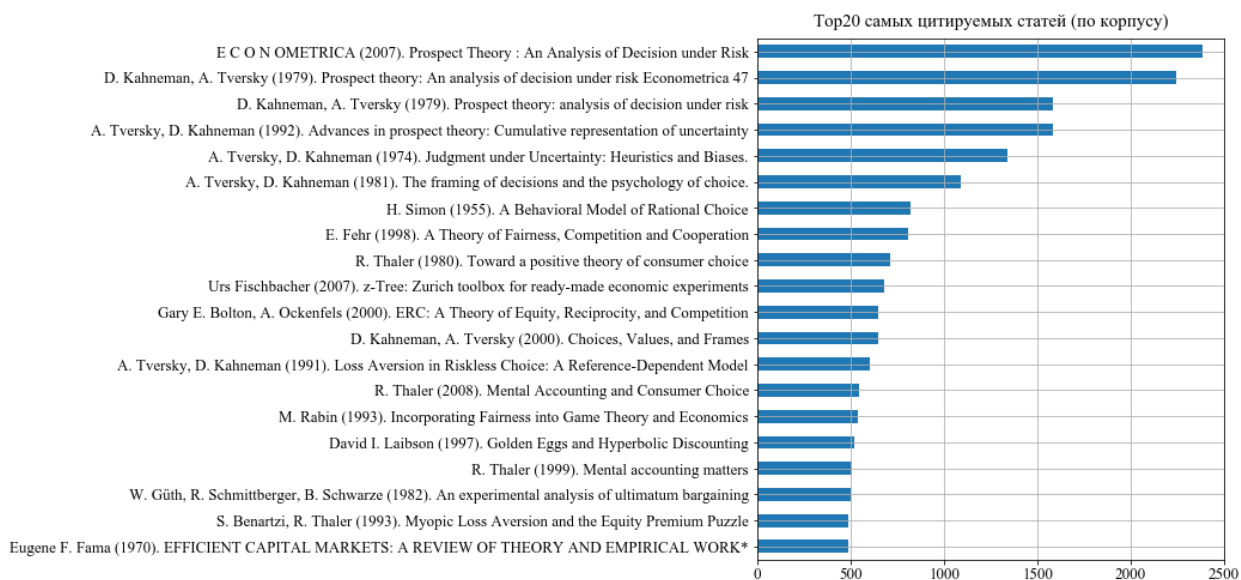 Top20 самых цитируемых статей (по корпусу)
E C O N OMETRICA (2007). Prospect Theory : An Analysis of Decision under Risk
D. Kahneman, A. Tversky (1979). Prospect theory: An analysis of decision under risk Econometrica 47
D. Kahneman, A. Tversky (1979). Prospect theory: analysis of decision under risk
A. Tversky, D. Kahneman (1992). Advances in prospect theory: Cumulative representation of uncertainty
A. Tversky, D. Kahneman (1974). Judgment under Uncertainty: Heuristics and Biases.
A. Tversky, D. Kahneman (1981). The framing of decisions and the psychology of choice.
H. Simon (1955). A Behavioral Model of Rational Choice
E. Fehr (1998). A Theory of Fairness, Competition and Cooperation
R. Thaler (1980). Toward a positive theory of consumer choice
Urs Fischbacher (2007). z-Tree: Zurich toolbox for ready-made economic experiments
Gary E. Bolton, A. Ockenfels (2000). ERC: A Theory of Equity, Reciprocity, and Competition
D. Kahneman, A. Tversky (2000). Choices, Values, and Frames
A. Tversky, D. Kahneman (1991). Loss Aversion in Riskless Choice: A Reference-Dependent Model
R. Thaler (2008). Mental Accounting and Consumer Choice
M. Rabin (1993). Incorporating Fairness into Game Theory and Economics
David I. Laibson (1997). Golden Eggs and Hyperbolic Discounting
R. Thaler (1999). Mental accounting matters
W. Güth, R. Schmittberger, B. Schwarze (1982). An experimental analysis of ultimatum bargaining
S. Benartzi, R. Thaler (1993). Myopic Loss Aversion and the Equity Premium Puzzle
Eugene F. Fama (1970). EFFICIENT CAPITAL MARKETS: A REVIEW OF THEORY AND EMPIRICAL WORK*
0 500 1000 1500 2000 2500